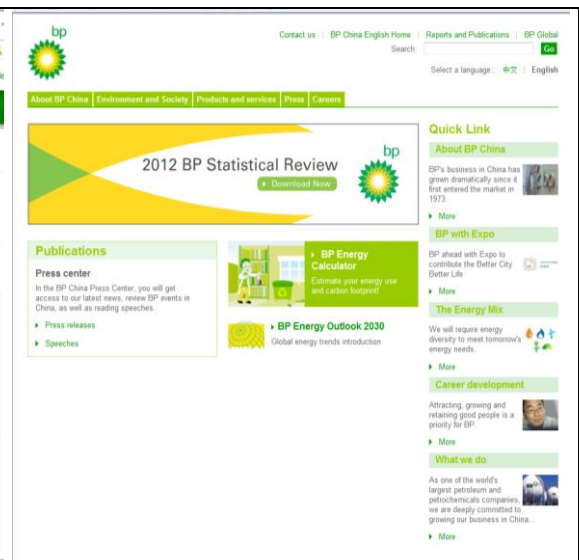 bp
Contact us | BP China English Home | Reports and Publications | BP Global
Search: Go
Select a language: 中文 | English
About BP China Environment and Society Products and services Press Careers
2012 BP Statistical Review
Download Now
bp
Publications
Press center
In the BP China Press Center, you will get
access to our latest news, review BP events in
China, as well as reading speeches.
Press releases
Speeches
BP Energy
Calculator
Estimate your energy use
and carbon footprint!
BP Energy Outlook 2030
Global energy trends introduction
Quick Link
About BP China
BP's business in China has
grown dramatically since it
first entered the market in
1973.
More
BP with Expo
BP ahead with Expo to
contribute the Better City
Better Life
More
The Energy Mix
We will require energy
diversity to meet tomorrow's
energy needs.
More
Career development
Attracting, growing and
retaining good people is a
priority for BP.
More
What we do
As one of the world's
largest petroleum and
petrochemicals companies,
we are deeply committed to
growing our business in China...
More